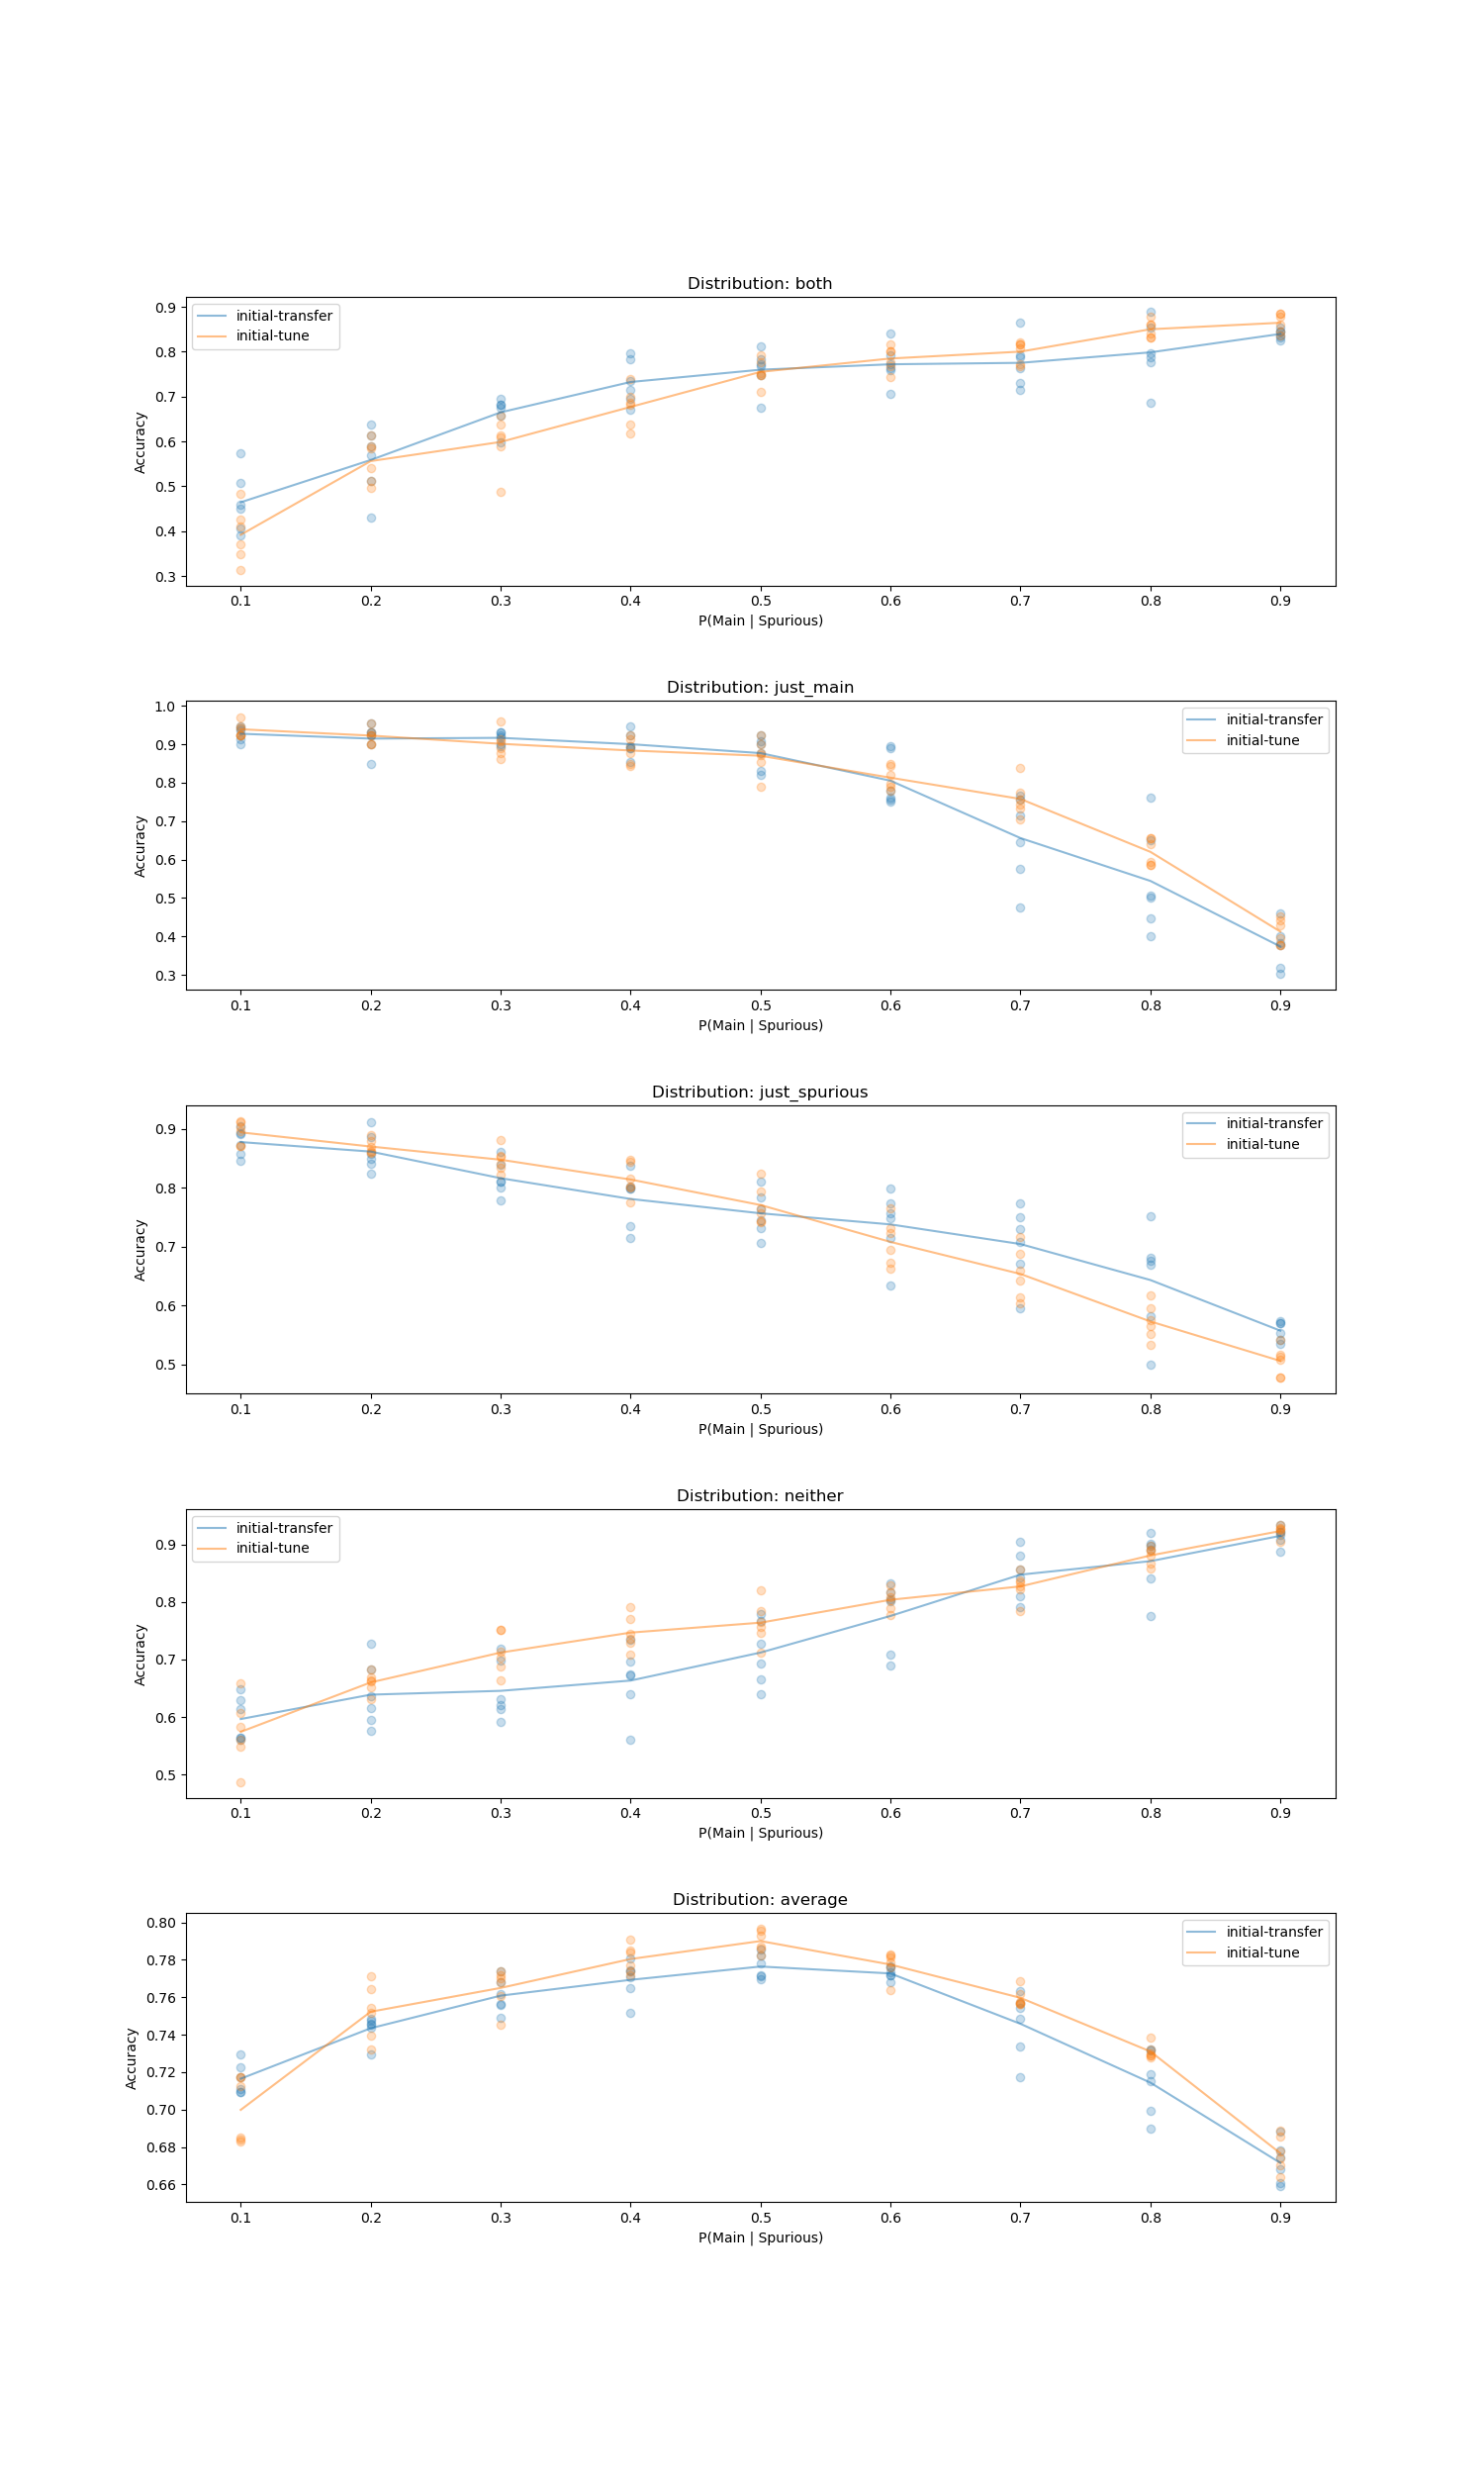 Distribution: both
0.9
0.8
0.7
0.6
0.5
0.4
0.3
Accuracy
initial-transfer
initial-tune
0.1 0.2 0.3 0.4 0.5 0.6 0.7 0.8 0.9
P(Main | Spurious)
Distribution: just_main
1.0
0.9
0.8
0.7
0.6
0.5
0.4
0.3
Accuracy
initial-transfer
initial-tune
0.1 0.2 0.3 0.4 0.5 0.6 0.7 0.8 0.9
P(Main | Spurious)
Distribution: just_spurious
0.9
0.8
0.7
0.6
0.5
Accuracy
initial-transfer
initial-tune
0.1 0.2 0.3 0.4 0.5 0.6 0.7 0.8 0.9
P(Main | Spurious)
Distribution: neither
0.9
0.8
0.7
0.6
0.5
Accuracy
initial-transfer
initial-tune
0.1 0.2 0.3 0.4 0.5 0.6 0.7 0.8 0.9
P(Main | Spurious)
Distribution: average
0.80
0.78
0.76
0.74
0.72
0.70
0.68
0.66
Accuracy
initial-transfer
initial-tune
0.1 0.2 0.3 0.4 0.5 0.6 0.7 0.8 0.9
P(Main | Spurious)